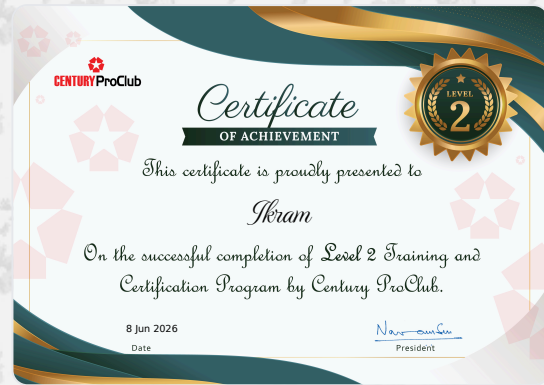 CENTURY ProClub
Certificate
OF ACHIEVEMENT
LEVEL
2
This certificate is proudly presented to
Ikram
On the successful completion of Level 2 Training and
Certification Program by Century ProClub.
8 Jun 2026
Date
President